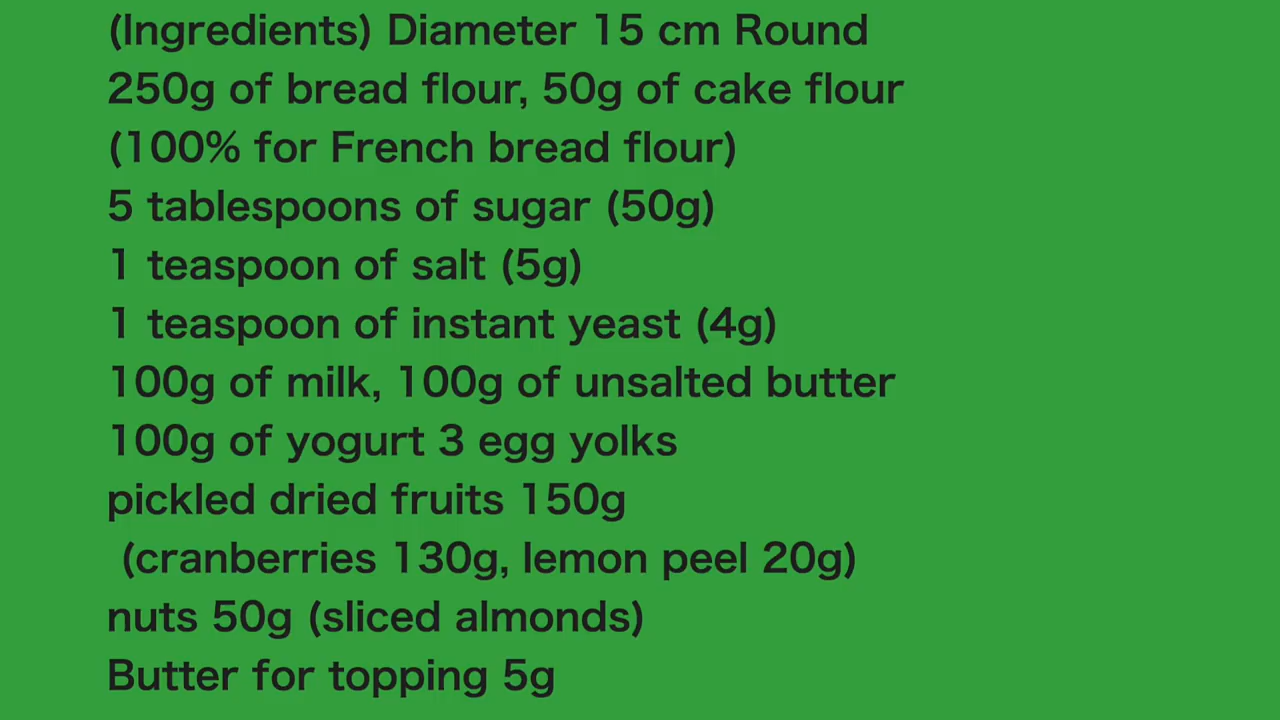 (Ingredients) Diameter 15 cm Round
250g of bread flour, 50g of cake flour
(100% for French bread flour)
5 tablespoons of sugar (50g)
1 teaspoon of salt (5g)
1 teaspoon of instant yeast (4g)
100g of milk, 100g of unsalted butter
100g of yogurt 3 egg yolks
pickled dried fruits 150g
(cranberries 130g, lemon peel 20g)
nuts 50g (sliced almonds)
Butter for topping 5g